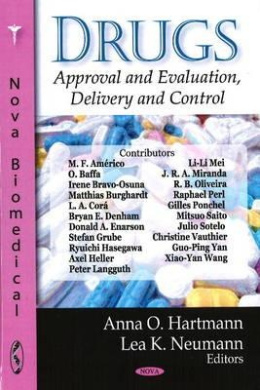 DRUGS
Approval and Evaluation,
Delivery and Control
Nova Biomedical
Contributors
M. F. Américo
O. Baffa
Irene Bravo-Osuna
Matthias Burghardt
L. A. Corá
Bryan E. Denham
Donald A. Enarson
Stefan Grube
Ryuichi Hasegawa
Axel Heller
Peter Langguth
Li-Li Mei
J. R. A. Miranda
R. B. Oliveira
Raphael Perl
Gilles Ponchel
Mitsuo Saito
Julio Sotelo
Christine Vauthier
Guo-Ping Yan
Xiao-Yan Wang
Anna O. Hartmann
Lea K. Neumann
Editors
NOVA